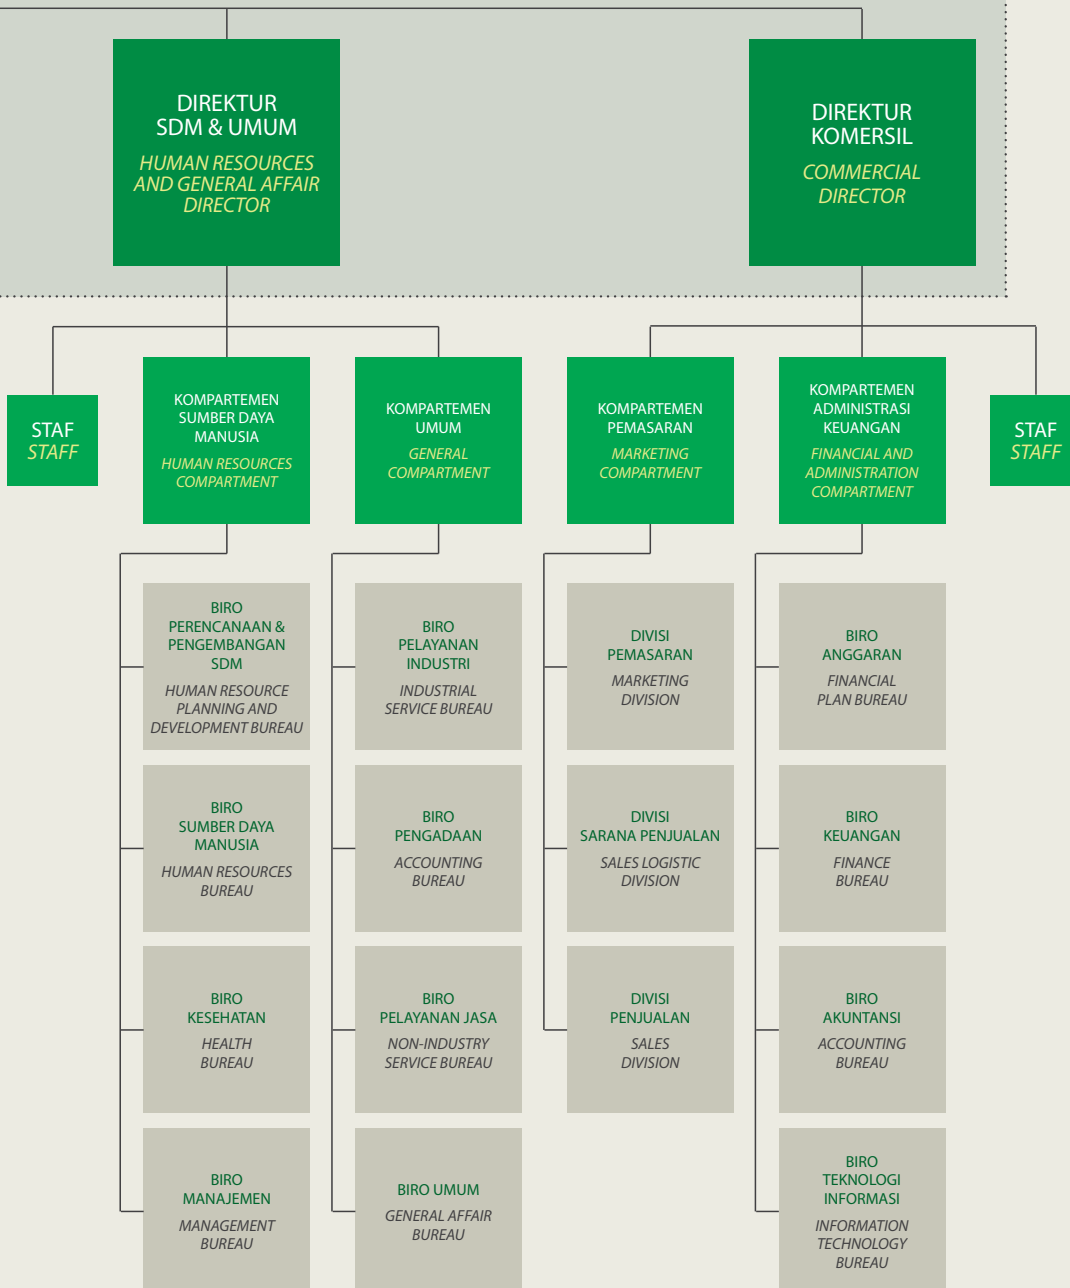 DIREKTUR
SDM & UMUM
HUMAN RESOURCES
AND GENERAL AFFAIR
DIRECTOR
DIREKTUR
KOMERSIL
COMMERCIAL
DIRECTOR
STAF
STAFF
KOMPARTEMEN
SUMBER DAYA
MANUSIA
HUMAN RESOURCES
COMPARTMENT
KOMPARTEMEN
UMUM
GENERAL
COMPARTMENT
KOMPARTEMEN
PEMASARAN
MARKETING
COMPARTMENT
KOMPARTEMEN
ADMINISTRASI
KEUANGAN
FINANCIAL AND
ADMINISTRATION
COMPARTMENT
STAF
STAFF
BIRO
PERENCANAAN &
PENGEMBANGAN
SDM
HUMAN RESOURCE
PLANNING AND
DEVELOPMENT BUREAU
BIRO
PELAYANAN
INDUSTRI
INDUSTRIAL
SERVICE BUREAU
DIVISI
PEMASARAN
MARKETING
DIVISION
BIRO
ANGGARAN
FINANCIAL
PLAN BUREAU
BIRO
SUMBER DAYA
MANUSIA
HUMAN RESOURCES
BUREAU
BIRO
PENGADAAN
ACCOUNTING
BUREAU
DIVISI
SARANA PENJUALAN
SALES LOGISTIC
DIVISION
BIRO
KEUANGAN
FINANCE
BUREAU
BIRO
KESEHATAN
HEALTH
BUREAU
BIRO
PELAYANAN JASA
NON-INDUSTRY
SERVICE BUREAU
DIVISI
PENJUALAN
SALES
DIVISION
BIRO
AKUNTANSI
ACCOUNTING
BUREAU
BIRO
MANAJEMEN
MANAGEMENT
BUREAU
BIRO UMUM
GENERAL AFFAIR
BUREAU
BIRO
TEKNOLOGI
INFORMASI
INFORMATION
TECHNOLOGY
BUREAU